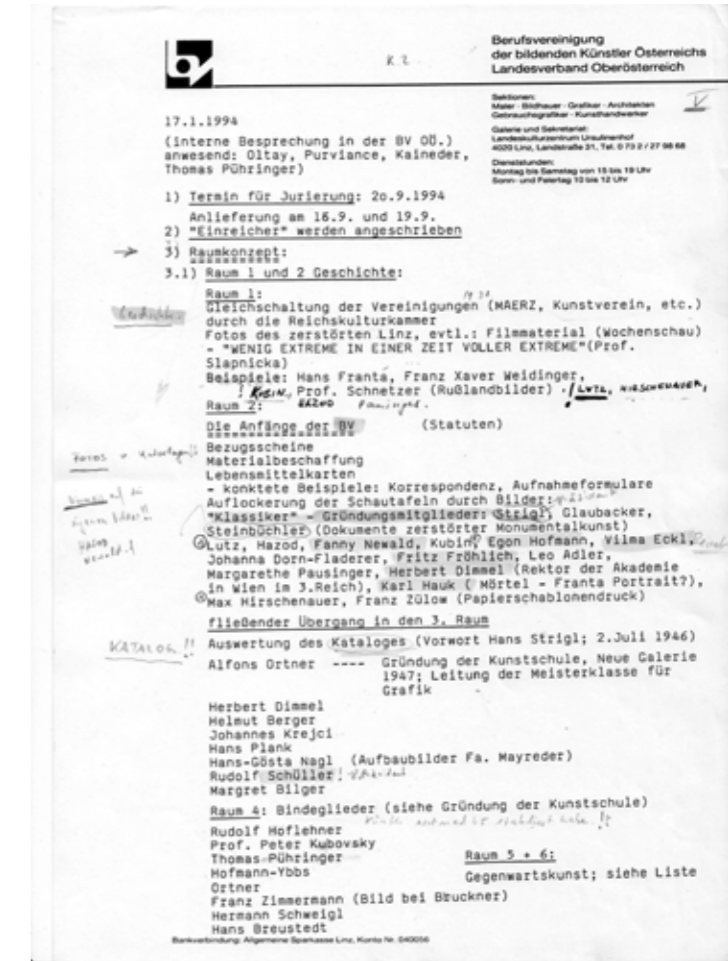 bv
K 2
Berufsvereinigung
der bildenden Künstler Österreichs
Landesverband Oberösterreich
Sektionen:
Maler · Bildhauer · Grafiker · Architekten
Gebrauchsgrafiker · Kunsthandwerker
V
Galerie und Sekretariat:
Landeskulturzentrum Ursulinenhof
4020 Linz, Landstraße 31, Tel. 0 73 2 / 27 98 68
Dienststunden:
Montag bis Samstag von 15 bis 19 Uhr
Sonn- und Feiertag 10 bis 12 Uhr
17.1.1994
(interne Besprechung in der BV OÖ.)
anwesend: Oltay, Purviance, Kaineder,
Thomas Pühringer)
1) Termin für Jurierung: 2o.9.1994
Anlieferung am 16.9. und 19.9.
2) "Einreicher" werden angeschrieben
→ 3) Raumkonzept:
3.1) Raum 1 und 2 Geschichte:
Raum 1:
Gleichschaltung der Vereinigungen (MAERZ, Kunstverein, etc.)
durch die Reichskulturkammer
Fotos des zerstörten Linz, evtl.: Filmmaterial (Wochenschau)
- "WENIG EXTREME IN EINER ZEIT VOLLER EXTREME"(Prof.
Slapnicka)
Beispiele: Hans Franta, Franz Xaver Weidinger,
! KUBIN, Prof. Schnetzer (Rußlandbilder) ! LUTZ, HIRSCHENAUER,
Raum 2: HAZOD Pausinger.
Die Anfänge der BV (Statuten)
Bezugsscheine
FOTOS
Materialbeschaffung
Lebensmittelkarten
- konktete Beispiele: Korrespondenz, Aufnahmeformulare
Auflockerung der Schautafeln durch Bilder:
"Klassiker" - Gründungsmitglieder: Strigl, Glaubacker,
Steinbüchler (Dokumente zerstörter Monumentalkunst)
Lutz, Hazod, Fanny Newald, Kubin, Egon Hofmann, Vilma Eckl,
Johanna Dorn-Fladerer, Fritz Fröhlich, Leo Adler,
Margarethe Pausinger, Herbert Dimmel (Rektor der Akademie
in Wien im 3.Reich), Karl Hauk ( Mörtel - Franta Portrait?),
Max Hirschenauer, Franz Zülow (Papierschablonendruck)
fließender Übergang in den 3. Raum
KATALOG !!
Auswertung des Kataloges (Vorwort Hans Strigl; 2.Juli 1946)
Alfons Ortner ---- Gründung der Kunstschule, Neue Galerie
1947; Leitung der Meisterklasse für
Grafik
Herbert Dimmel
Helmut Berger
Johannes Krejci
Hans Plank
Hans-Gösta Nagl (Aufbaubilder Fa. Mayreder)
Rudolf Schüller !
Margret Bilger
Raum 4: Bindeglieder (siehe Gründung der Kunstschule)
Rudolf Hoflehner
Prof. Peter Kubovsky
Thomas Pühringer
Raum 5 + 6:
Hofmann-Ybbs
Gegenwartskunst; siehe Liste
Ortner
Franz Zimmermann (Bild bei Bruckner)
Hermann Schweigl
Hans Breustedt
Bankverbindung: Allgemeine Sparkasse Linz, Konto Nr. 040056